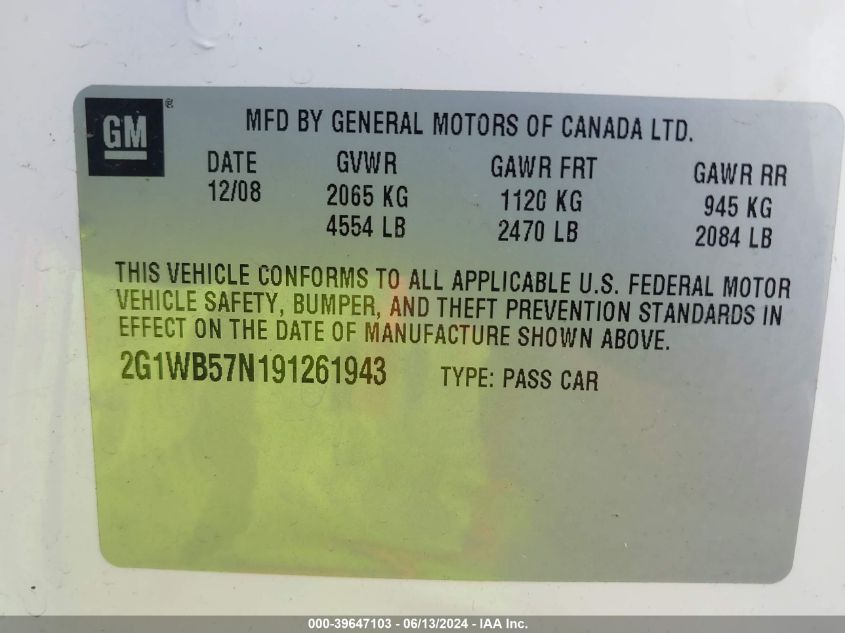 GM ®
MFD BY GENERAL MOTORS OF CANADA LTD.
DATE GVWR GAWR FRT GAWR RR
12/08 2065 KG 1120 KG 945 KG
4554 LB 2470 LB 2084 LB
THIS VEHICLE CONFORMS TO ALL APPLICABLE U.S. FEDERAL MOTOR
VEHICLE SAFETY, BUMPER, AND THEFT PREVENTION STANDARDS IN
EFFECT ON THE DATE OF MANUFACTURE SHOWN ABOVE.
2G1WB57N191261943 TYPE: PASS CAR
000-39647103 - 06/13/2024 - IAA Inc.